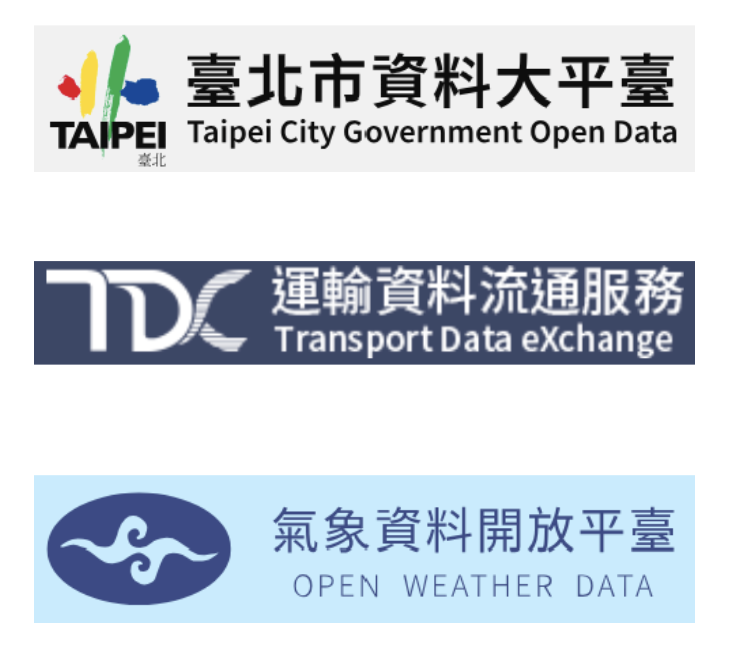 臺北市資料大平臺
Taipei City Government Open Data
TAIPEI
臺北
TDX
運輸資料流通服務
Transport Data eXchange
氣象資料開放平臺
OPEN WEATHER DATA